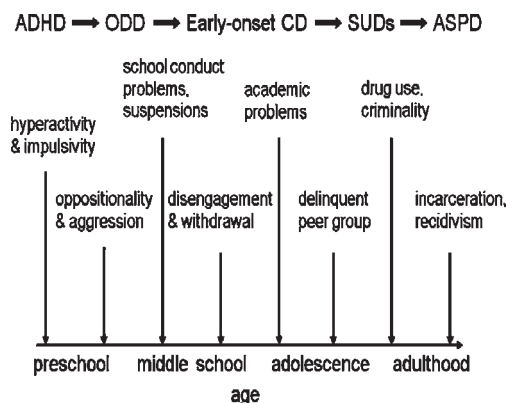 ADHD → ODD → Early-onset CD → SUDs → ASPD
school conduct
problems,
suspensions
academic
problems
drug use,
criminality
hyperactivity
& impulsivity
oppositionality
& aggression
disengagement
& withdrawal
delinquent
peer group
incarceration,
recidivism
preschool middle school adolescence adulthood
age